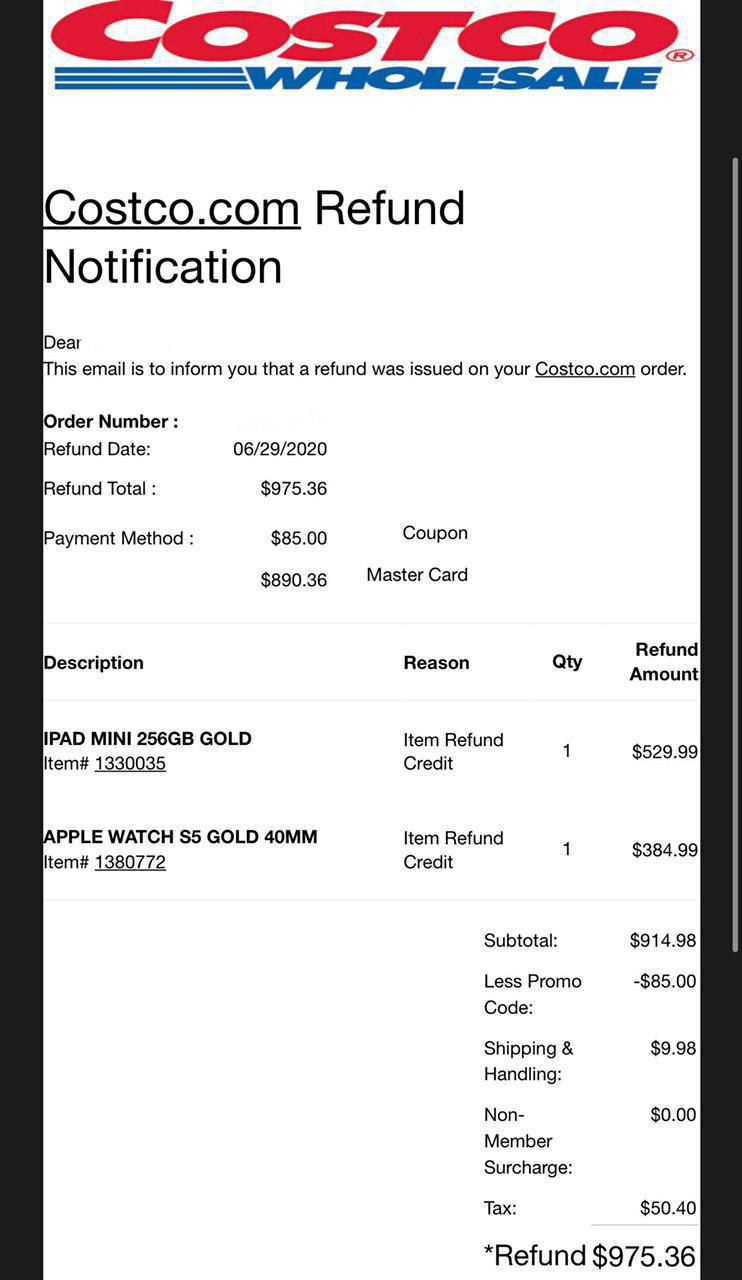 COSTCO®
WHOLESALE
Costco.com Refund
Notification
Dear
This email is to inform you that a refund was issued on your Costco.com order.
Order Number :
Refund Date: 06/29/2020
Refund Total : $975.36
Payment Method : $85.00 Coupon
$890.36 Master Card
Description Reason Qty Refund Amount
IPAD MINI 256GB GOLD
Item# 1330035
Item Refund
Credit
1
$529.99
APPLE WATCH S5 GOLD 40MM
Item# 1380772
Item Refund
Credit
1
$384.99
Subtotal: $914.98
Less Promo
Code:
-$85.00
Shipping &
Handling:
$9.98
Non-
Member
Surcharge:
$0.00
Tax: $50.40
*Refund $975.36